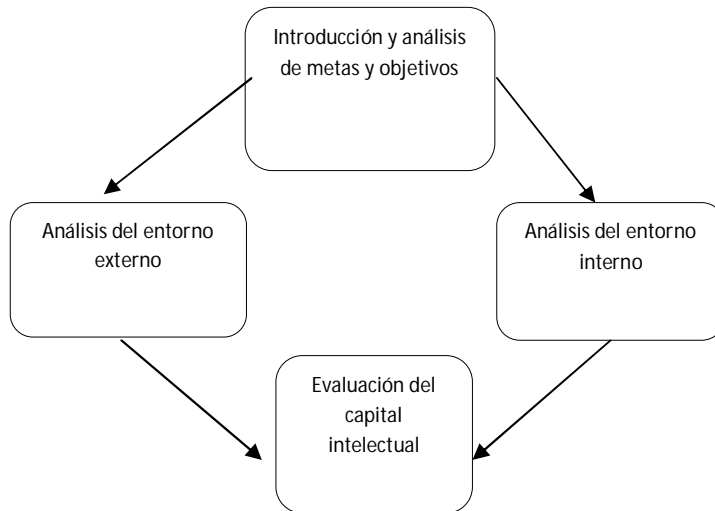 Introducción y análisis
de metas y objetivos
Análisis del entorno
externo
Análisis del entorno
interno
Evaluación del
capital
intelectual